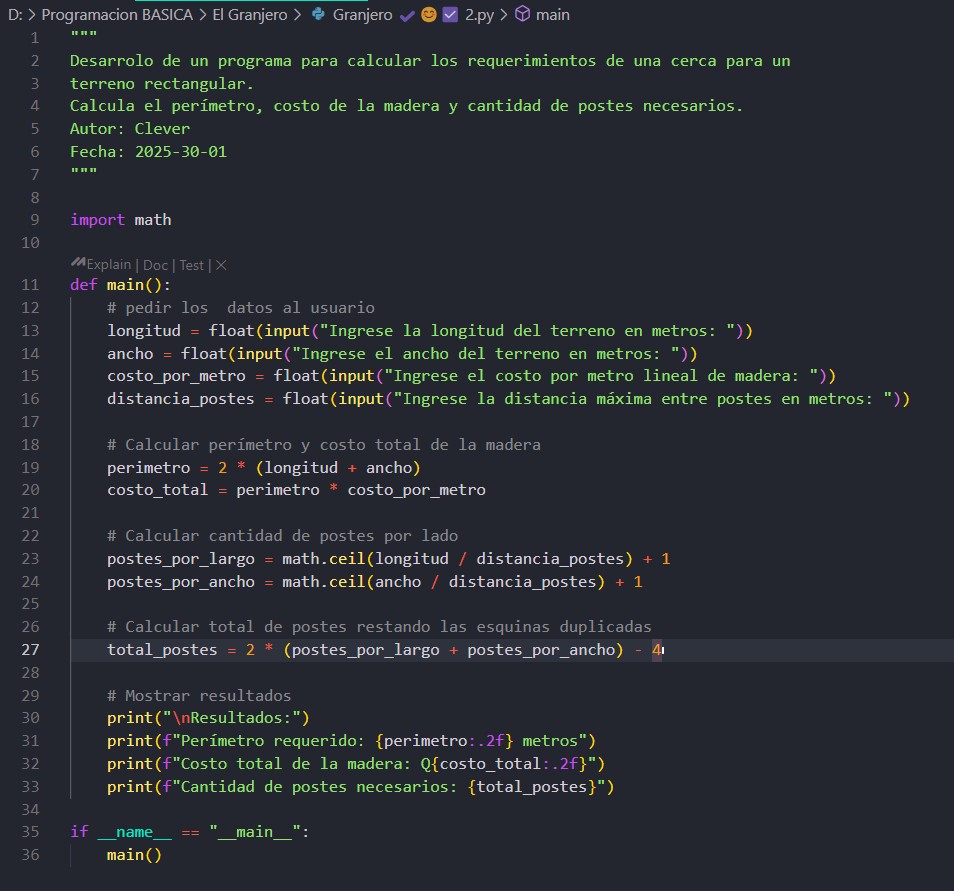 D: > Programacion BASICA > El Granjero > Granjero ✔ 😊 ☑ 2.py > main
1 """
2 Desarrolo de un programa para calcular los requerimientos de una cerca para un
3 terreno rectangular.
4 Calcula el perímetro, costo de la madera y cantidad de postes necesarios.
5 Autor: Clever
6 Fecha: 2025-30-01
7 """
8
9 import math
10
Explain | Doc | Test | X
11 def main():
12     # pedir los  datos al usuario
13     longitud = float(input("Ingrese la longitud del terreno en metros: "))
14     ancho = float(input("Ingrese el ancho del terreno en metros: "))
15     costo_por_metro = float(input("Ingrese el costo por metro lineal de madera: "))
16     distancia_postes = float(input("Ingrese la distancia máxima entre postes en metros: "))
17
18     # Calcular perímetro y costo total de la madera
19     perimetro = 2 * (longitud + ancho)
20     costo_total = perimetro * costo_por_metro
21
22     # Calcular cantidad de postes por lado
23     postes_por_largo = math.ceil(longitud / distancia_postes) + 1
24     postes_por_ancho = math.ceil(ancho / distancia_postes) + 1
25
26     # Calcular total de postes restando las esquinas duplicadas
27     total_postes = 2 * (postes_por_largo + postes_por_ancho) - 4
28
29     # Mostrar resultados
30     print("\nResultados:")
31     print(f"Perímetro requerido: {perimetro:.2f} metros")
32     print(f"Costo total de la madera: Q{costo_total:.2f}")
33     print(f"Cantidad de postes necesarios: {total_postes}")
34
35 if __name__ == "__main__":
36     main()